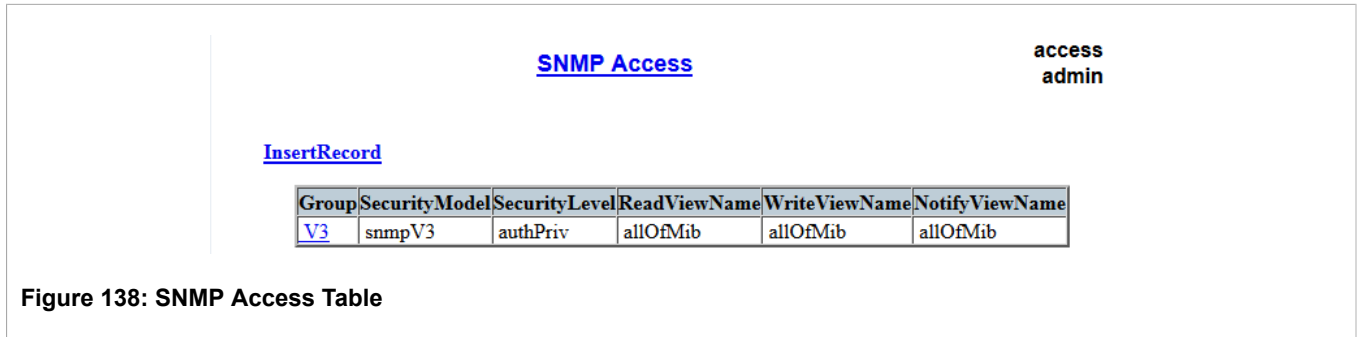 SNMP Access
access
admin
InsertRecord
Group SecurityModel SecurityLevel ReadViewName WriteViewName NotifyViewName
V3 snmpV3 authPriv allOfMib allOfMib allOfMib
Figure 138: SNMP Access Table